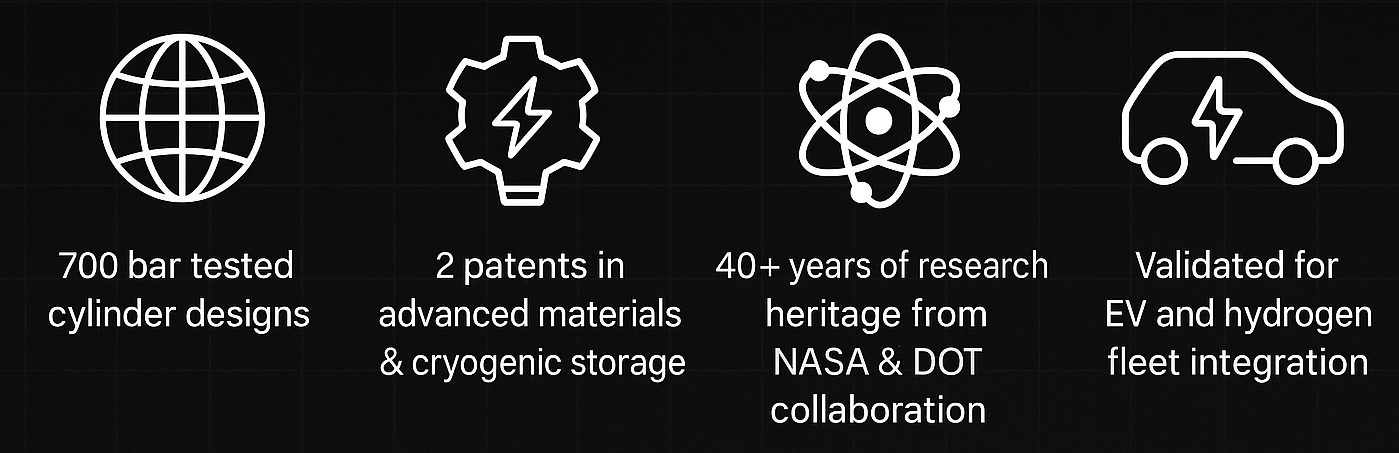 700 bar tested
cylinder designs
2 patents in
advanced materials
& cryogenic storage
40+ years of research
heritage from
NASA & DOT
collaboration
Validated for
EV and hydrogen
fleet integration